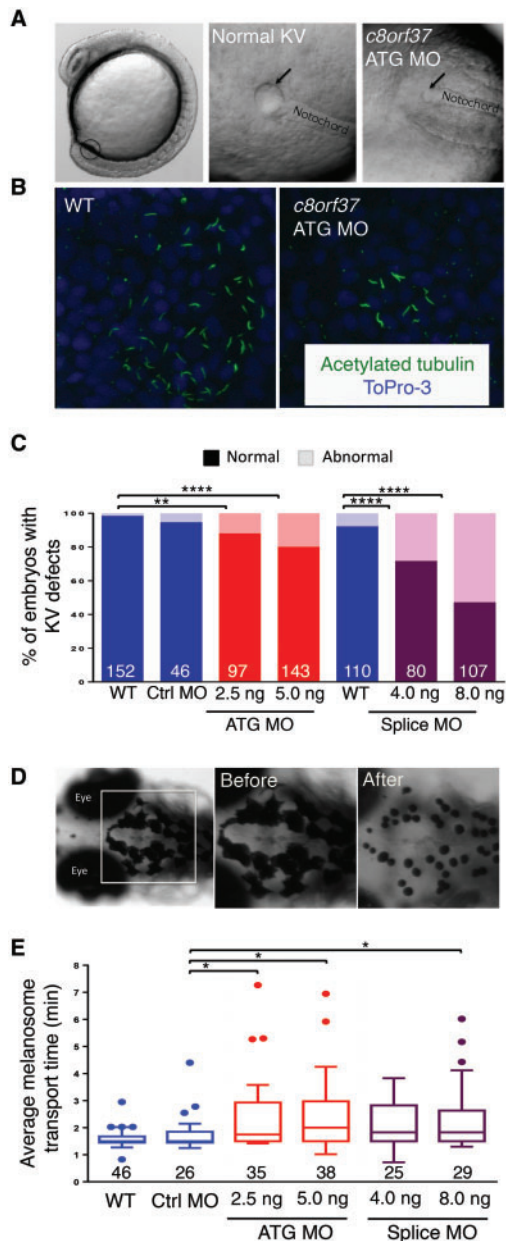 A
Normal KV
Notochord
c8orf37
ATG MO
Notochord
B
WT
c8orf37
ATG MO
Acetylated tubulin
ToPro-3
C
Normal
Abnormal
****
**
****
****
% of embryos with
KV defects
100
80
60
40
20
0
152
46
97
143
110
80
107
WT
Ctrl MO
2.5 ng
5.0 ng
WT
4.0 ng
8.0 ng
ATG MO
Splice MO
D
Eye
Eye
Before
After
E
*
*
*
Average melanosome
transport time (min)
8
7
6
5
4
3
2
1
0
46
26
35
38
25
29
WT
Ctrl MO
2.5 ng
5.0 ng
4.0 ng
8.0 ng
ATG MO
Splice MO